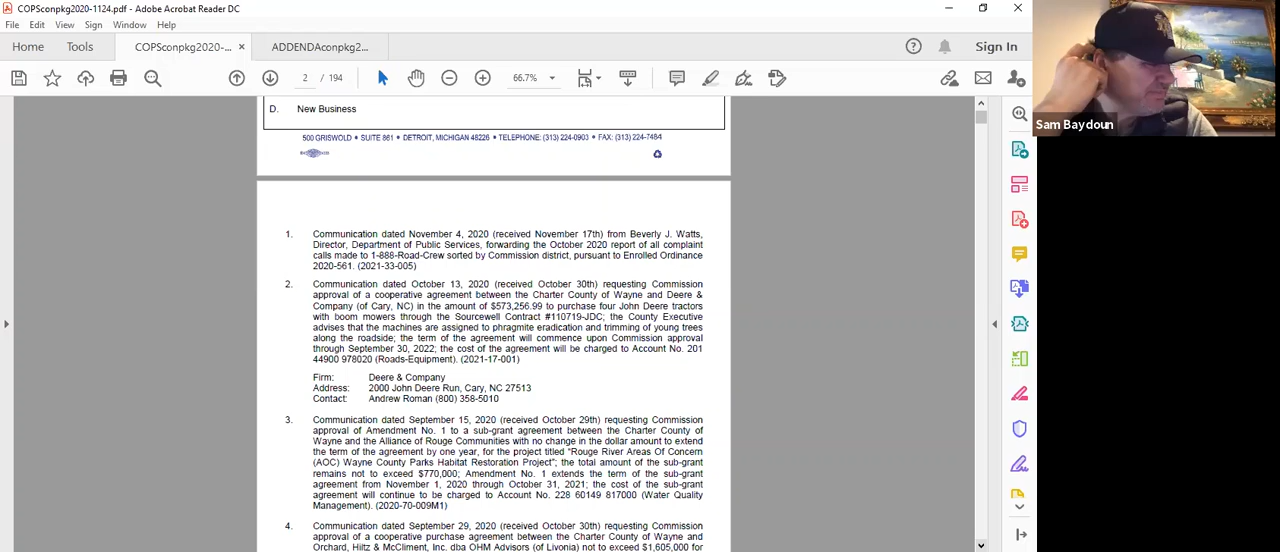 COPSconpkg2020-1124.pdf - Adobe Acrobat Reader DC
File Edit View Sign Window Help
Home Tools COPSconpkg2020-... × ADDENDAconpkg2... Sign In
2 / 194 66.7%
D. New Business
500 GRISWOLD • SUITE 861 • DETROIT, MICHIGAN 48226 • TELEPHONE: (313) 224-0903 • FAX: (313) 224-7484
1. Communication dated November 4, 2020 (received November 17th) from Beverly J. Watts,
Director, Department of Public Services, forwarding the October 2020 report of all complaint
calls made to 1-888-Road-Crew sorted by Commission district, pursuant to Enrolled Ordinance
2020-561. (2021-33-005)
2. Communication dated October 13, 2020 (received October 30th) requesting Commission
approval of a cooperative agreement between the Charter County of Wayne and Deere &
Company (of Cary, NC) in the amount of $573,256.99 to purchase four John Deere tractors
with boom mowers through the Sourcewell Contract #110719-JDC; the County Executive
advises that the machines are assigned to phragmite eradication and trimming of young trees
along the roadside; the term of the agreement will commence upon Commission approval
through September 30, 2022; the cost of the agreement will be charged to Account No. 201
44900 978020 (Roads-Equipment). (2021-17-001)
Firm: Deere & Company
Address: 2000 John Deere Run, Cary, NC 27513
Contact: Andrew Roman (800) 358-5010
3. Communication dated September 15, 2020 (received October 29th) requesting Commission
approval of Amendment No. 1 to a sub-grant agreement between the Charter County of
Wayne and the Alliance of Rouge Communities with no change in the dollar amount to extend
the term of the agreement by one year, for the project titled "Rouge River Areas Of Concern
(AOC) Wayne County Parks Habitat Restoration Project"; the total amount of the sub-grant
remains not to exceed $770,000; Amendment No. 1 extends the term of the sub-grant
agreement from November 1, 2020 through October 31, 2021; the cost of the sub-grant
agreement will continue to be charged to Account No. 228 60149 817000 (Water Quality
Management). (2020-70-009M1)
4. Communication dated September 29, 2020 (received October 30th) requesting Commission
approval of a cooperative purchase agreement between the Charter County of Wayne and
Orchard, Hiltz & McCliment, Inc. dba OHM Advisors (of Livonia) not to exceed $1,605,000 for
Sam Baydoun